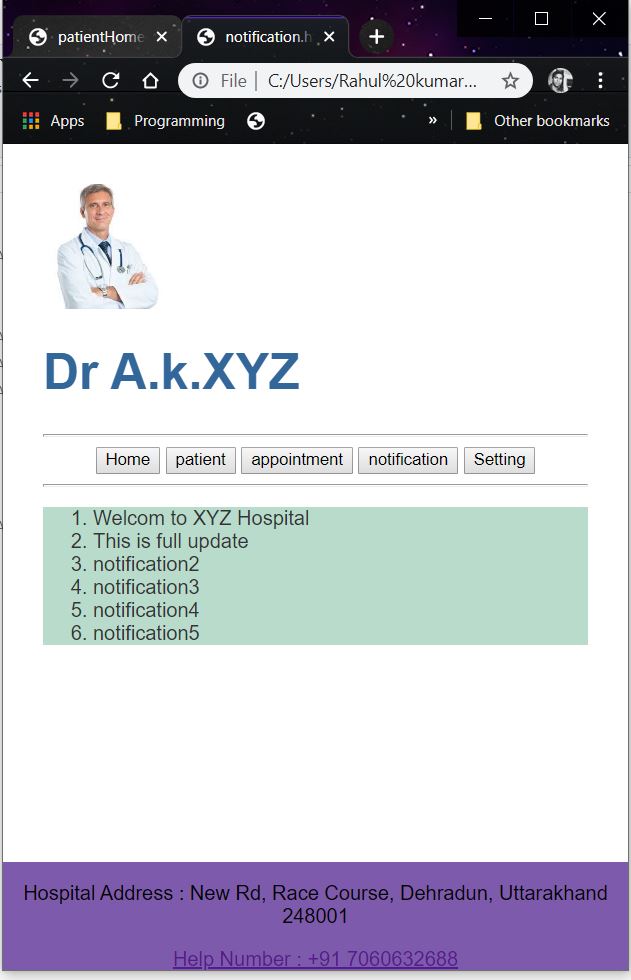 patientHome
notification.h
File
C:/Users/Rahul%20kumar...
Apps
Programming
»
Other bookmarks
Dr A.k.XYZ
Home patient appointment notification Setting
1. Welcom to XYZ Hospital
2. This is full update
3. notification2
4. notification3
5. notification4
6. notification5
Hospital Address : New Rd, Race Course, Dehradun, Uttarakhand
248001
Help Number : +91 7060632688